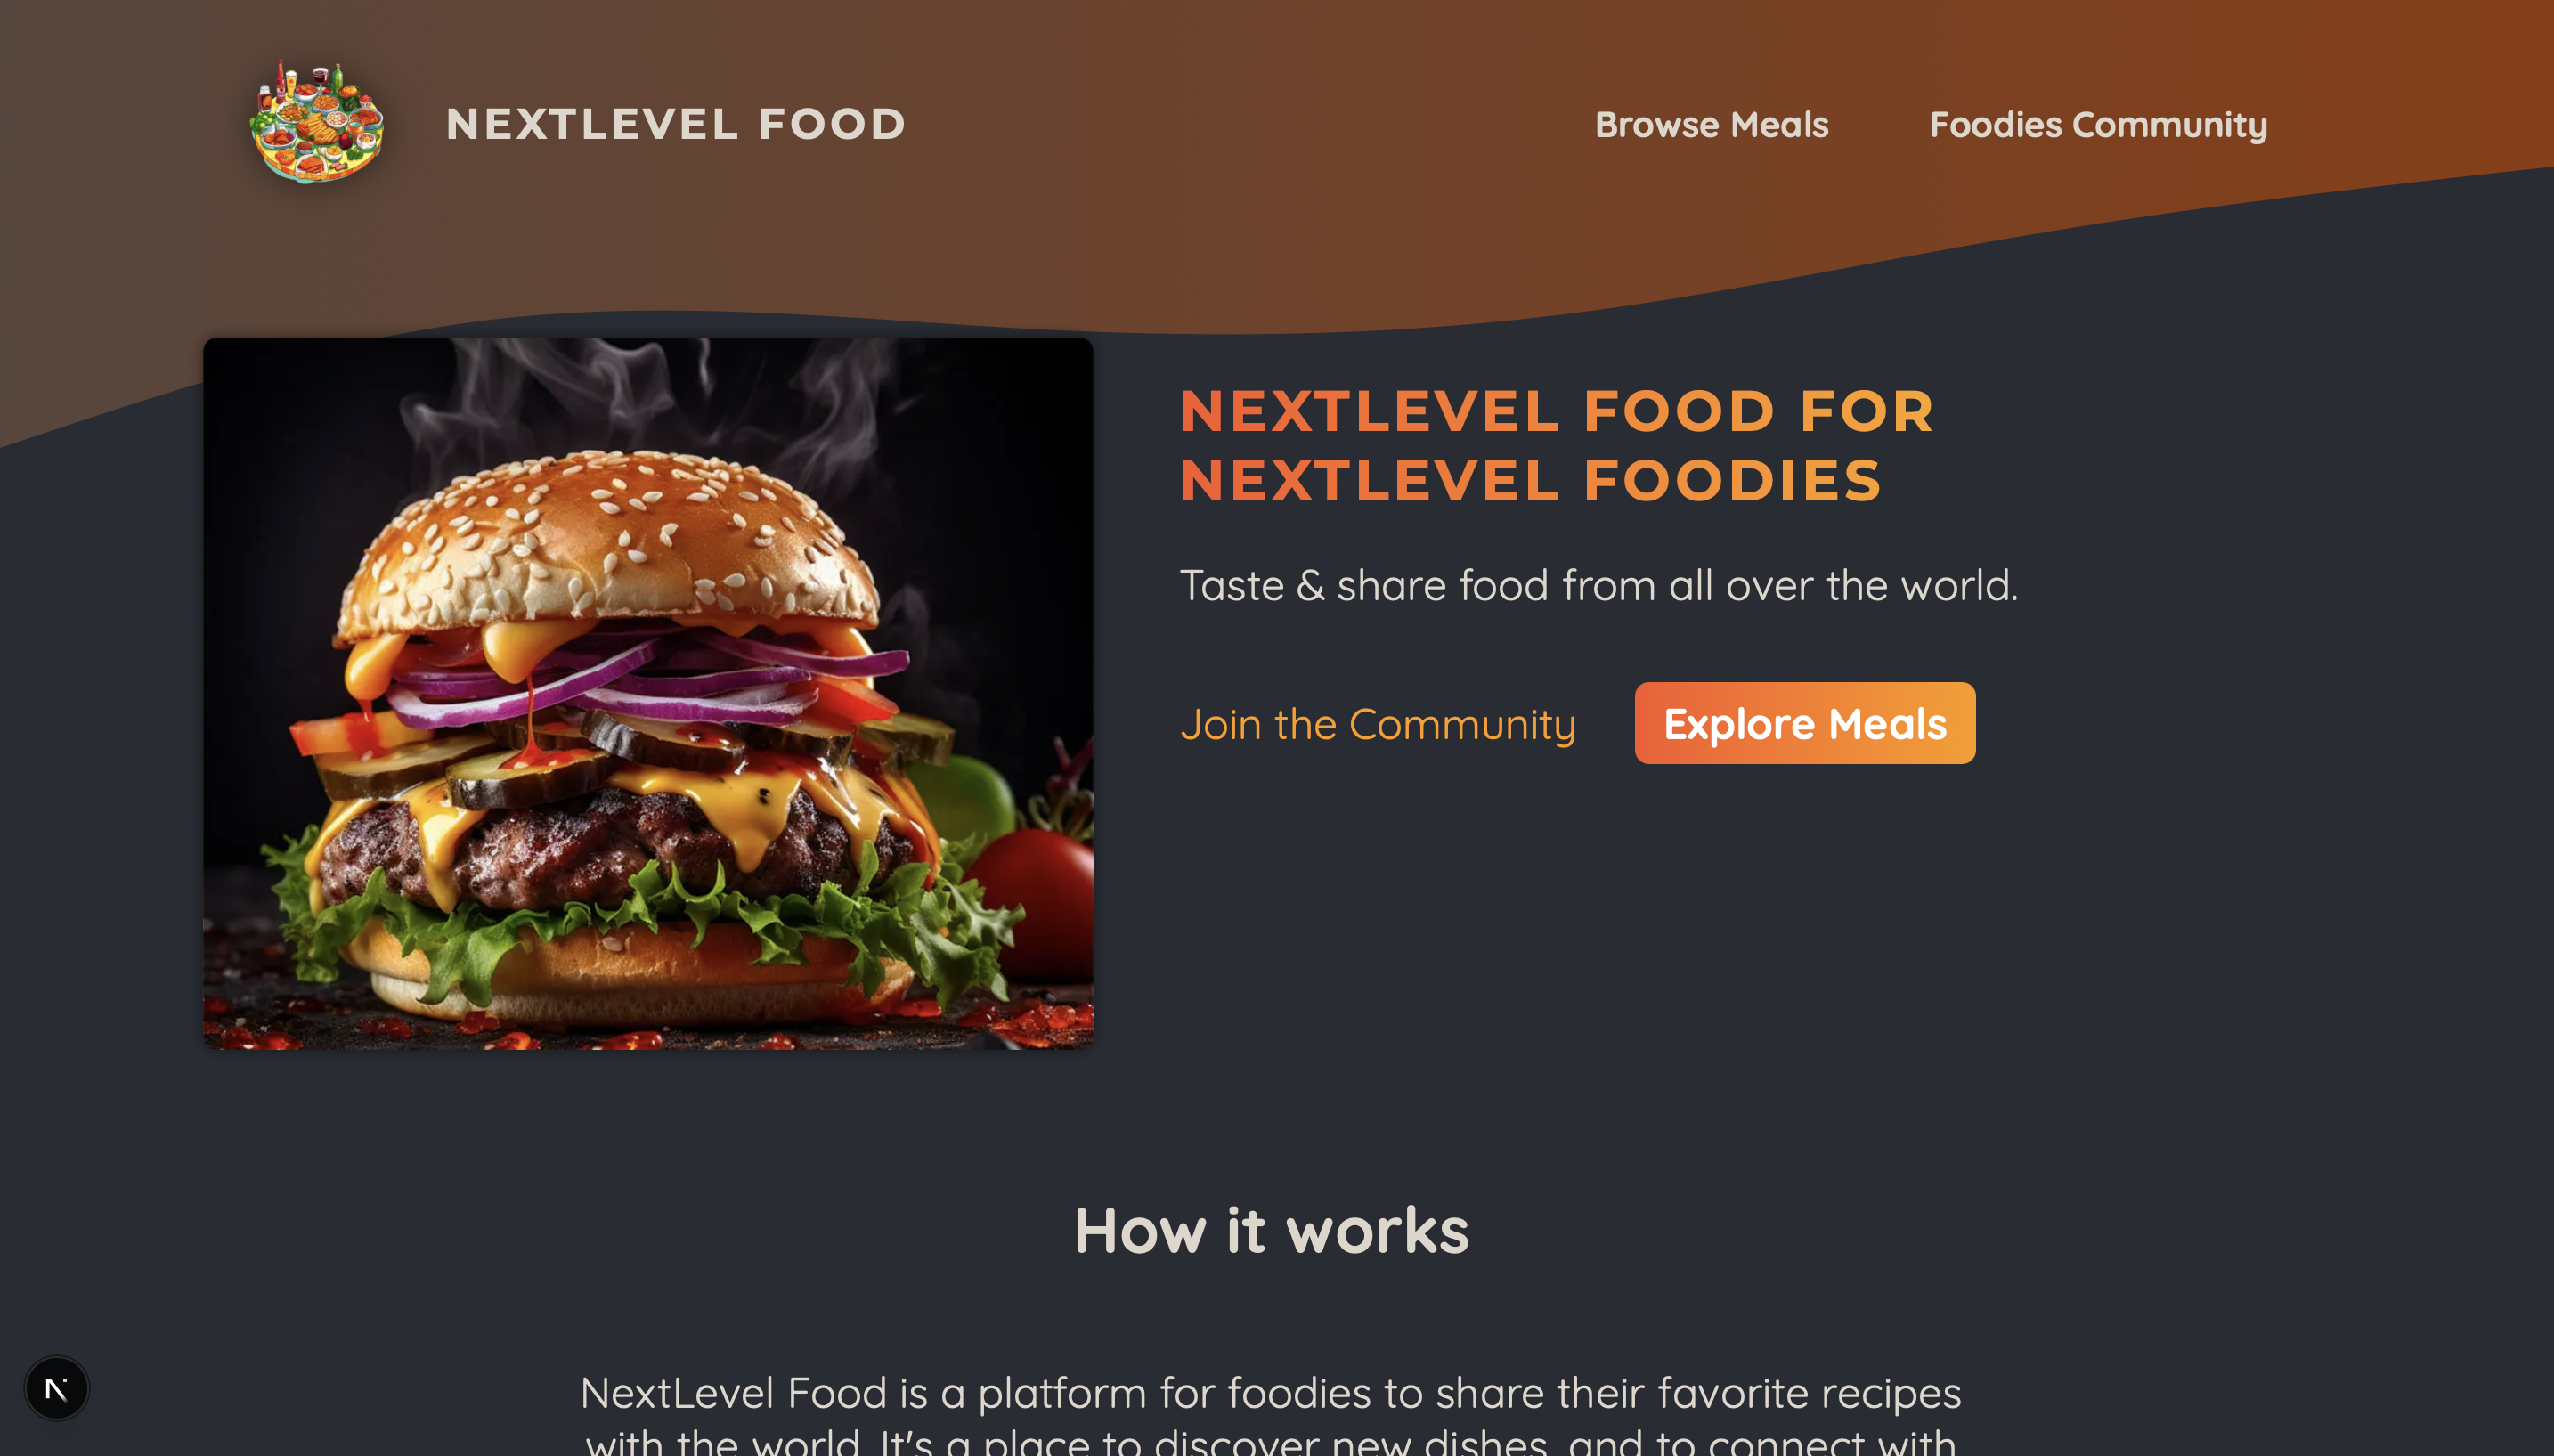 NEXTLEVEL FOOD
Browse Meals
Foodies Community
NEXTLEVEL FOOD FOR
NEXTLEVEL FOODIES
Taste & share food from all over the world.
Join the Community
Explore Meals
How it works
N
NextLevel Food is a platform for foodies to share their favorite recipes
with the world. It's a place to discover new dishes, and to connect with